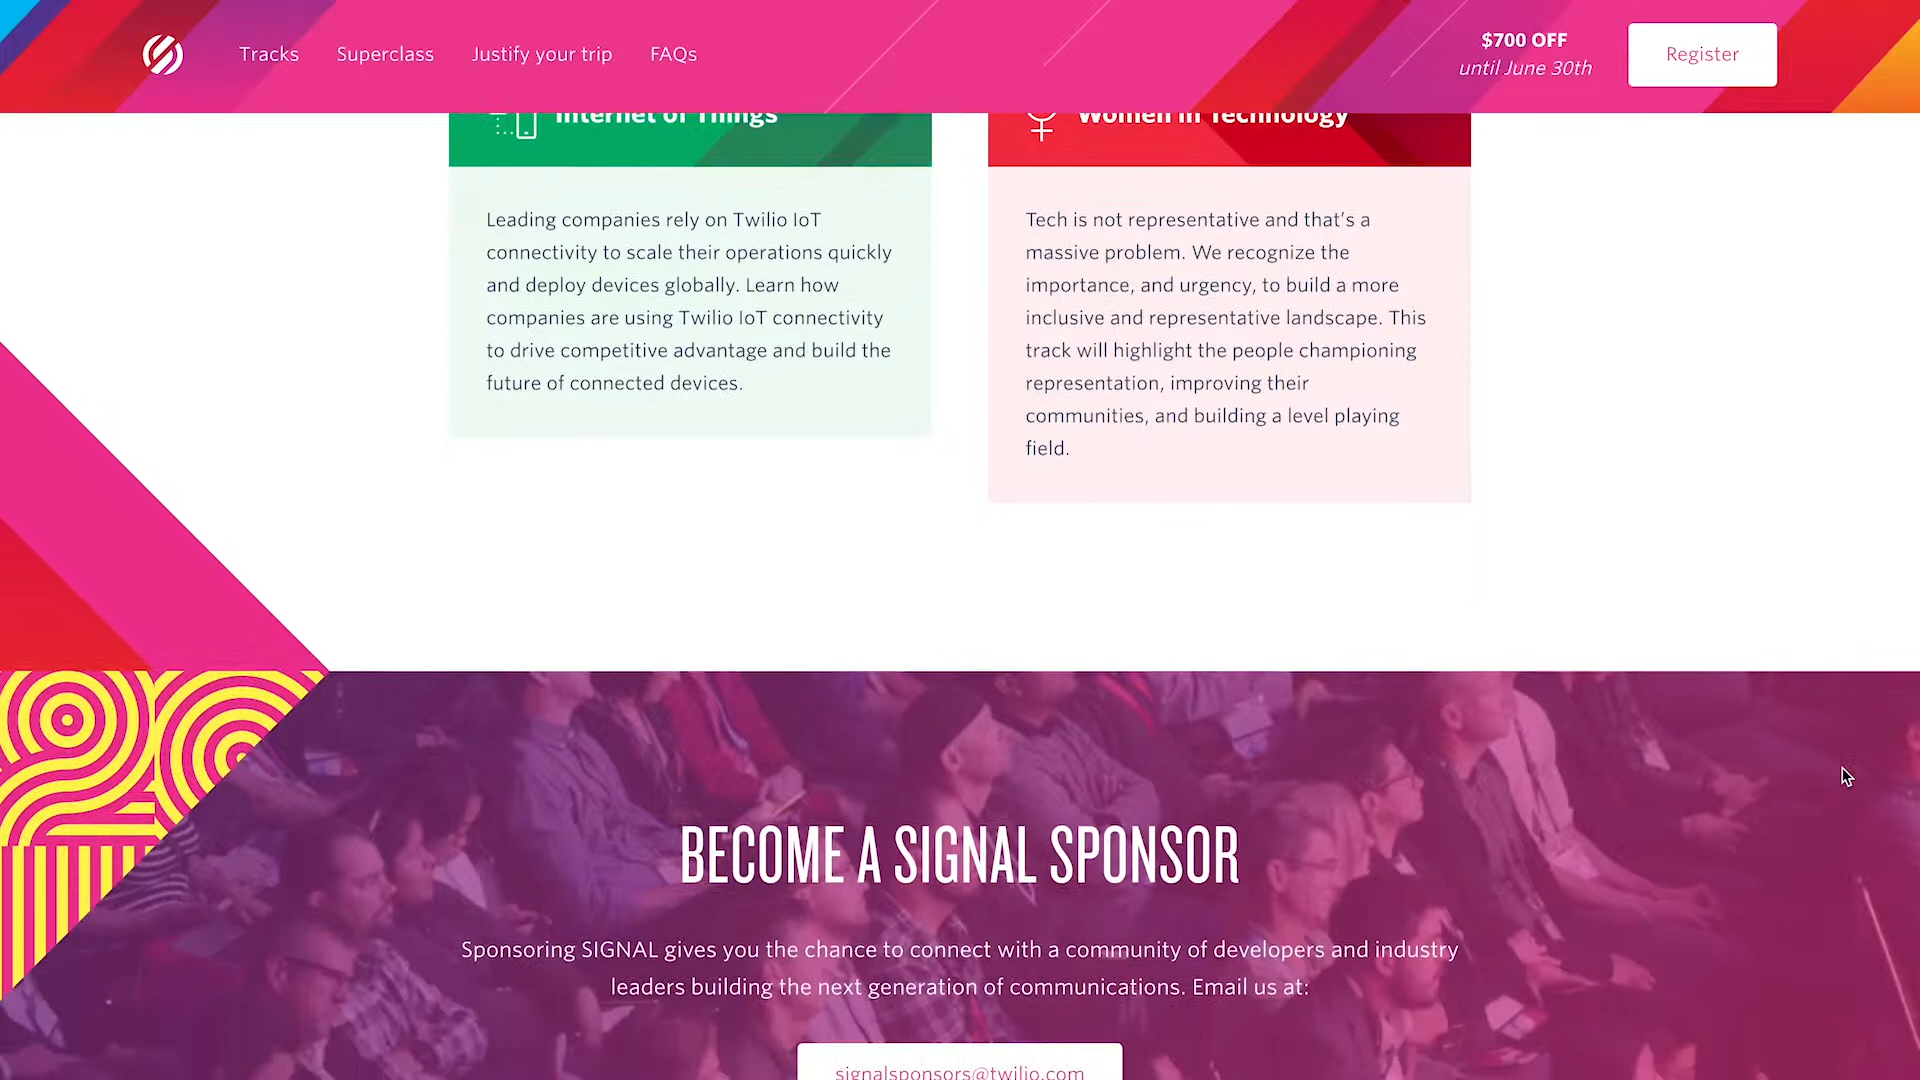 Tracks Superclass Justify your trip FAQs
$700 OFF
until June 30th
Register
Internet of Things
Leading companies rely on Twilio IoT
connectivity to scale their operations quickly
and deploy devices globally. Learn how
companies are using Twilio IoT connectivity
to drive competitive advantage and build the
future of connected devices.
Women in Technology
Tech is not representative and that’s a
massive problem. We recognize the
importance, and urgency, to build a more
inclusive and representative landscape. This
track will highlight the people championing
representation, improving their
communities, and building a level playing
field.
BECOME A SIGNAL SPONSOR
Sponsoring SIGNAL gives you the chance to connect with a community of developers and industry
leaders building the next generation of communications. Email us at:
signalsponsors@twilio.com